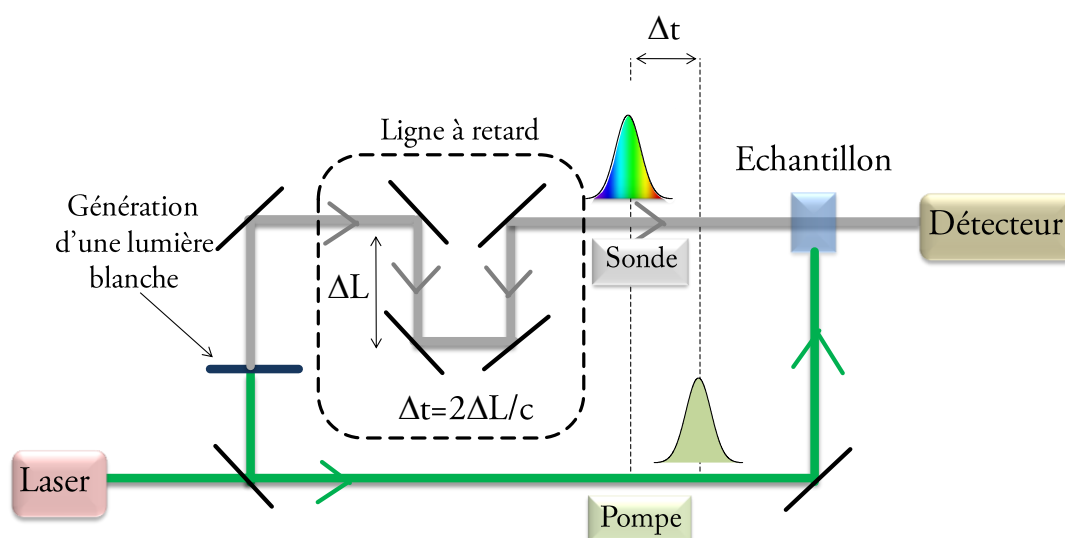 Δt
Ligne à retard
Echantillon
Génération
d’une lumière
blanche
Détecteur
Sonde
ΔL
Δt=2ΔL/c
Laser
Pompe